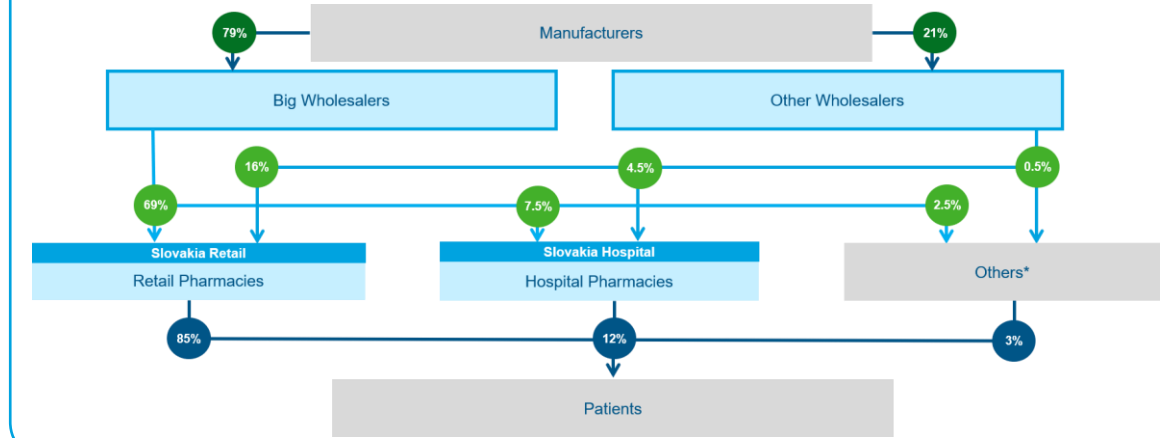 79%
Manufacturers
21%
Big Wholesalers
Other Wholesalers
16%
4.5%
0.5%
69%
7.5%
2.5%
Slovakia Retail
Slovakia Hospital
Retail Pharmacies
Hospital Pharmacies
Others*
85%
12%
3%
Patients